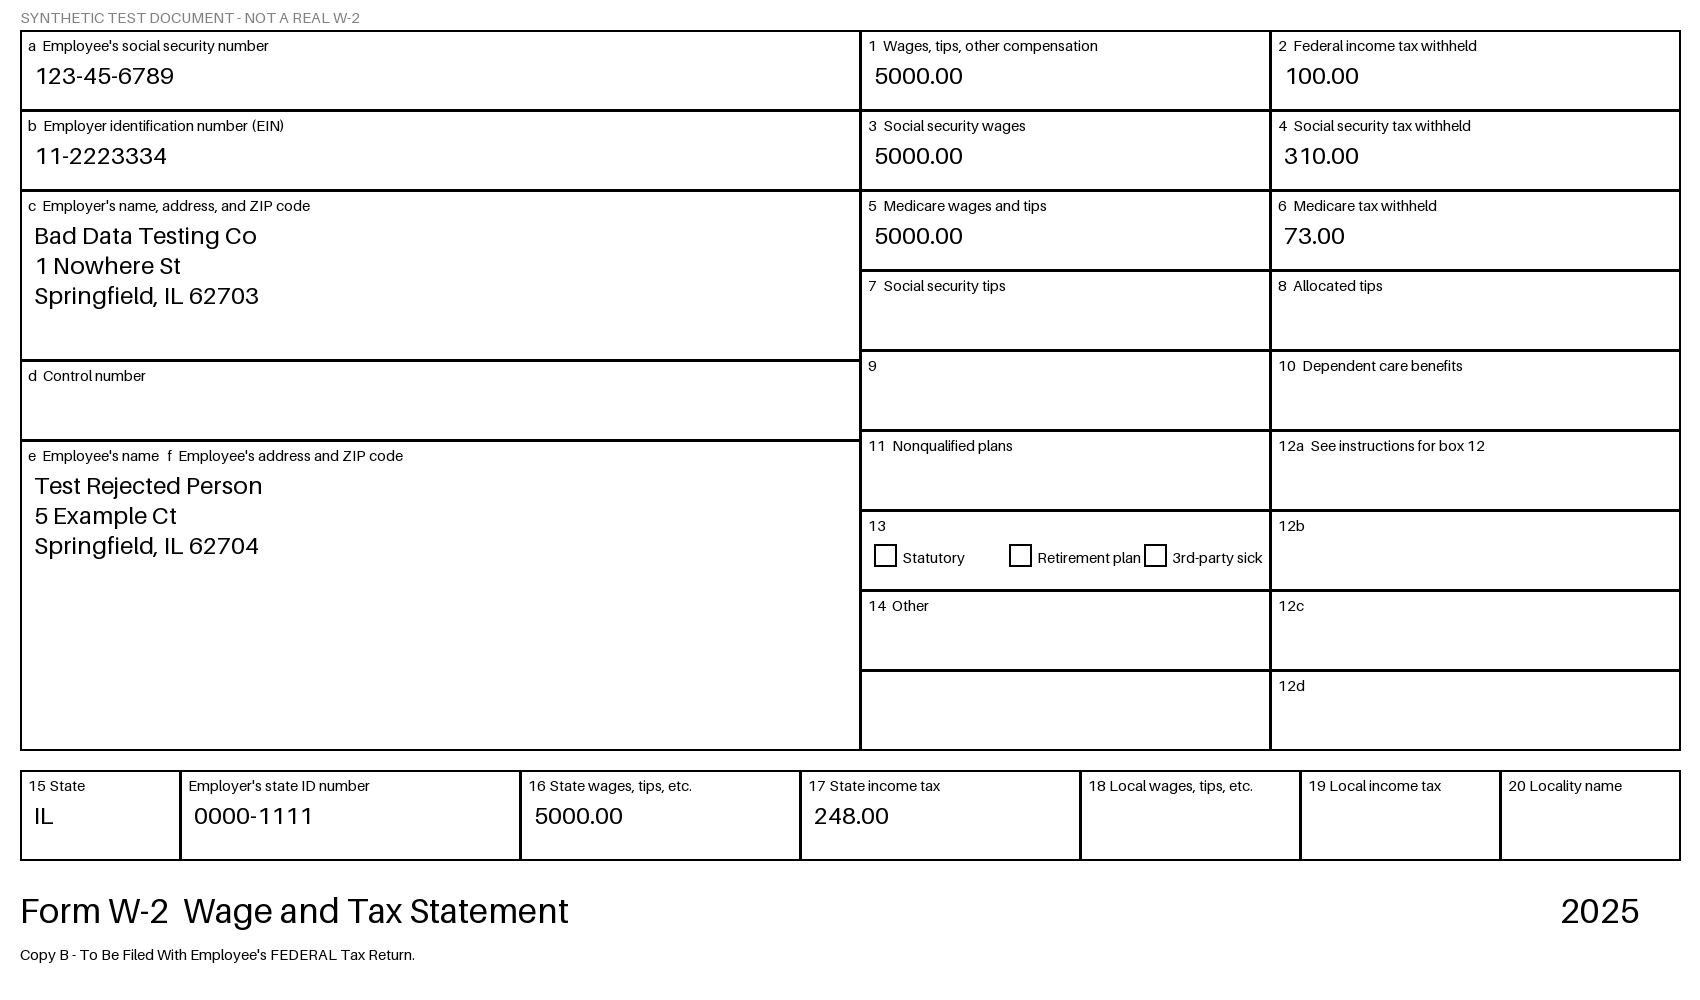 SYNTHETIC TEST DOCUMENT - NOT A REAL W-2
a Employee's social security number
123-45-6789
1 Wages, tips, other compensation
5000.00
2 Federal income tax withheld
100.00
b Employer identification number (EIN)
11-2223334
3 Social security wages
5000.00
4 Social security tax withheld
310.00
c Employer's name, address, and ZIP code
Bad Data Testing Co
1 Nowhere St
Springfield, IL 62703
5 Medicare wages and tips
5000.00
6 Medicare tax withheld
73.00
7 Social security tips
8 Allocated tips
d Control number
9
10 Dependent care benefits
e Employee's name f Employee's address and ZIP code
Test Rejected Person
5 Example Ct
Springfield, IL 62704
11 Nonqualified plans
12a See instructions for box 12
13
Statutory
Retirement plan
3rd-party sick
12b
14 Other
12c
12d
15 State
IL
Employer's state ID number
0000-1111
16 State wages, tips, etc.
5000.00
17 State income tax
248.00
18 Local wages, tips, etc.
19 Local income tax
20 Locality name
Form W-2 Wage and Tax Statement
2025
Copy B - To Be Filed With Employee's FEDERAL Tax Return.